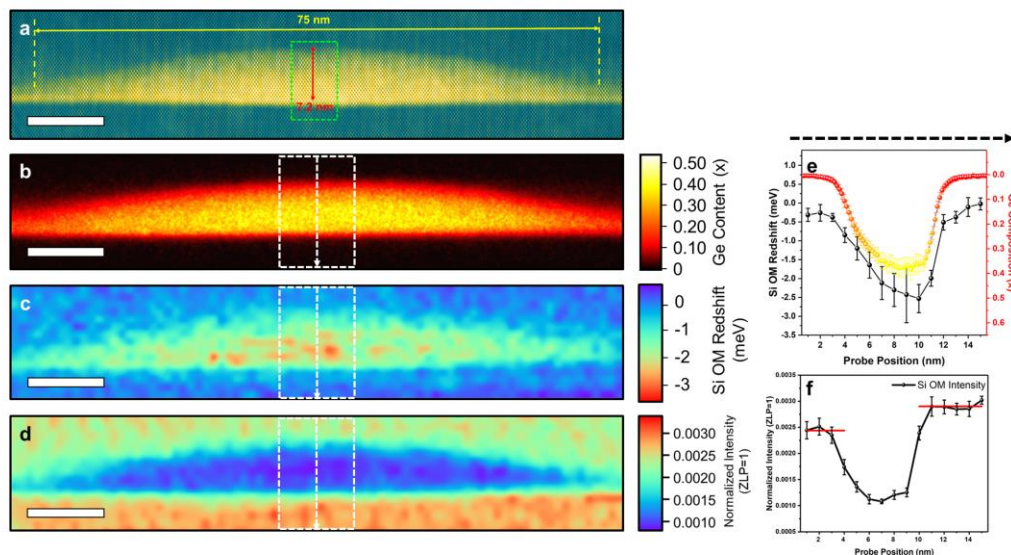 a
75 nm
7.2 nm
b
0.50
0.40
0.30
0.20
0.10
0
Ge Content (x)
c
0
-1
-2
-3
Si OM Redshift
(meV)
d
0.0030
0.0025
0.0020
0.0015
0.0010
Normalized Intensity
(ZLP=1)
e
1.0
0.5
0.0
-0.5
-1.0
-1.5
-2.0
-2.5
-3.0
-3.5
Si OM Redshift (meV)
0.0
0.1
0.2
0.3
0.4
0.5
0.6
Ge Composition (x)
2 4 6 8 10 12 14
Probe Position (nm)
f
Si OM Intensity
0.0035
0.0030
0.0025
0.0020
0.0015
0.0010
0.0005
Normalized Intensity (ZLP=1)
2 4 6 8 10 12 14
Probe Position (nm)